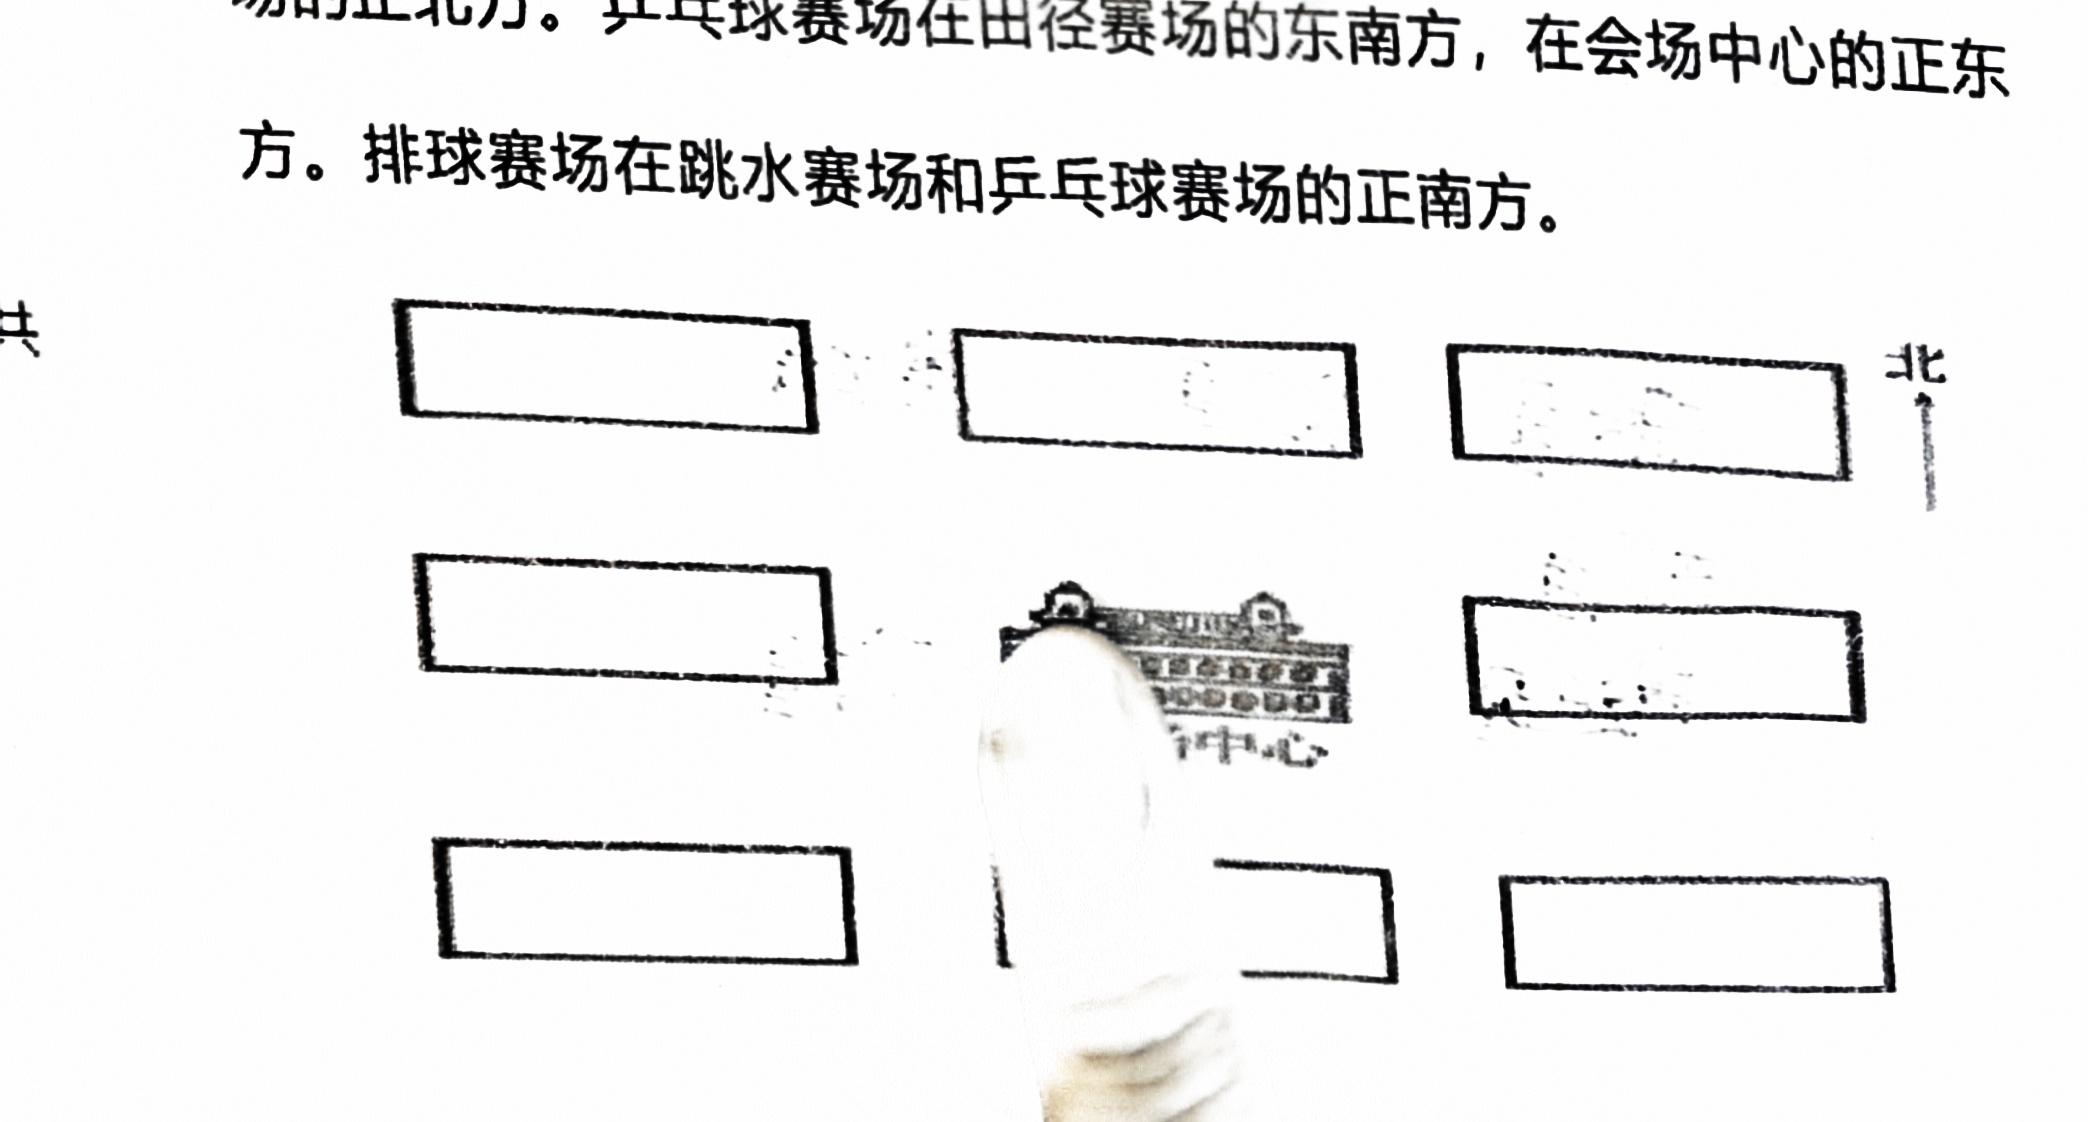 场的正北方。乒乓球赛场在田径赛场的东南方，在会场中心的正东
方。排球赛场在跳水赛场和乒乓球赛场的正南方。
共
北
中心